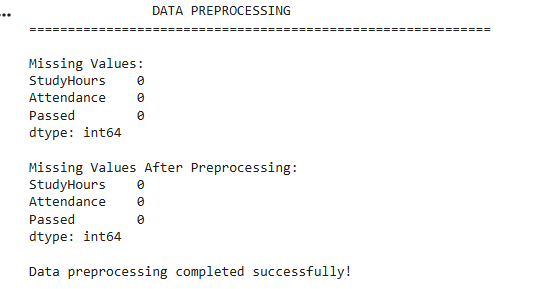 ...
DATA PREPROCESSING
============================================================
Missing Values:
StudyHours    0
Attendance    0
Passed        0
dtype: int64
Missing Values After Preprocessing:
StudyHours    0
Attendance    0
Passed        0
dtype: int64
Data preprocessing completed successfully!